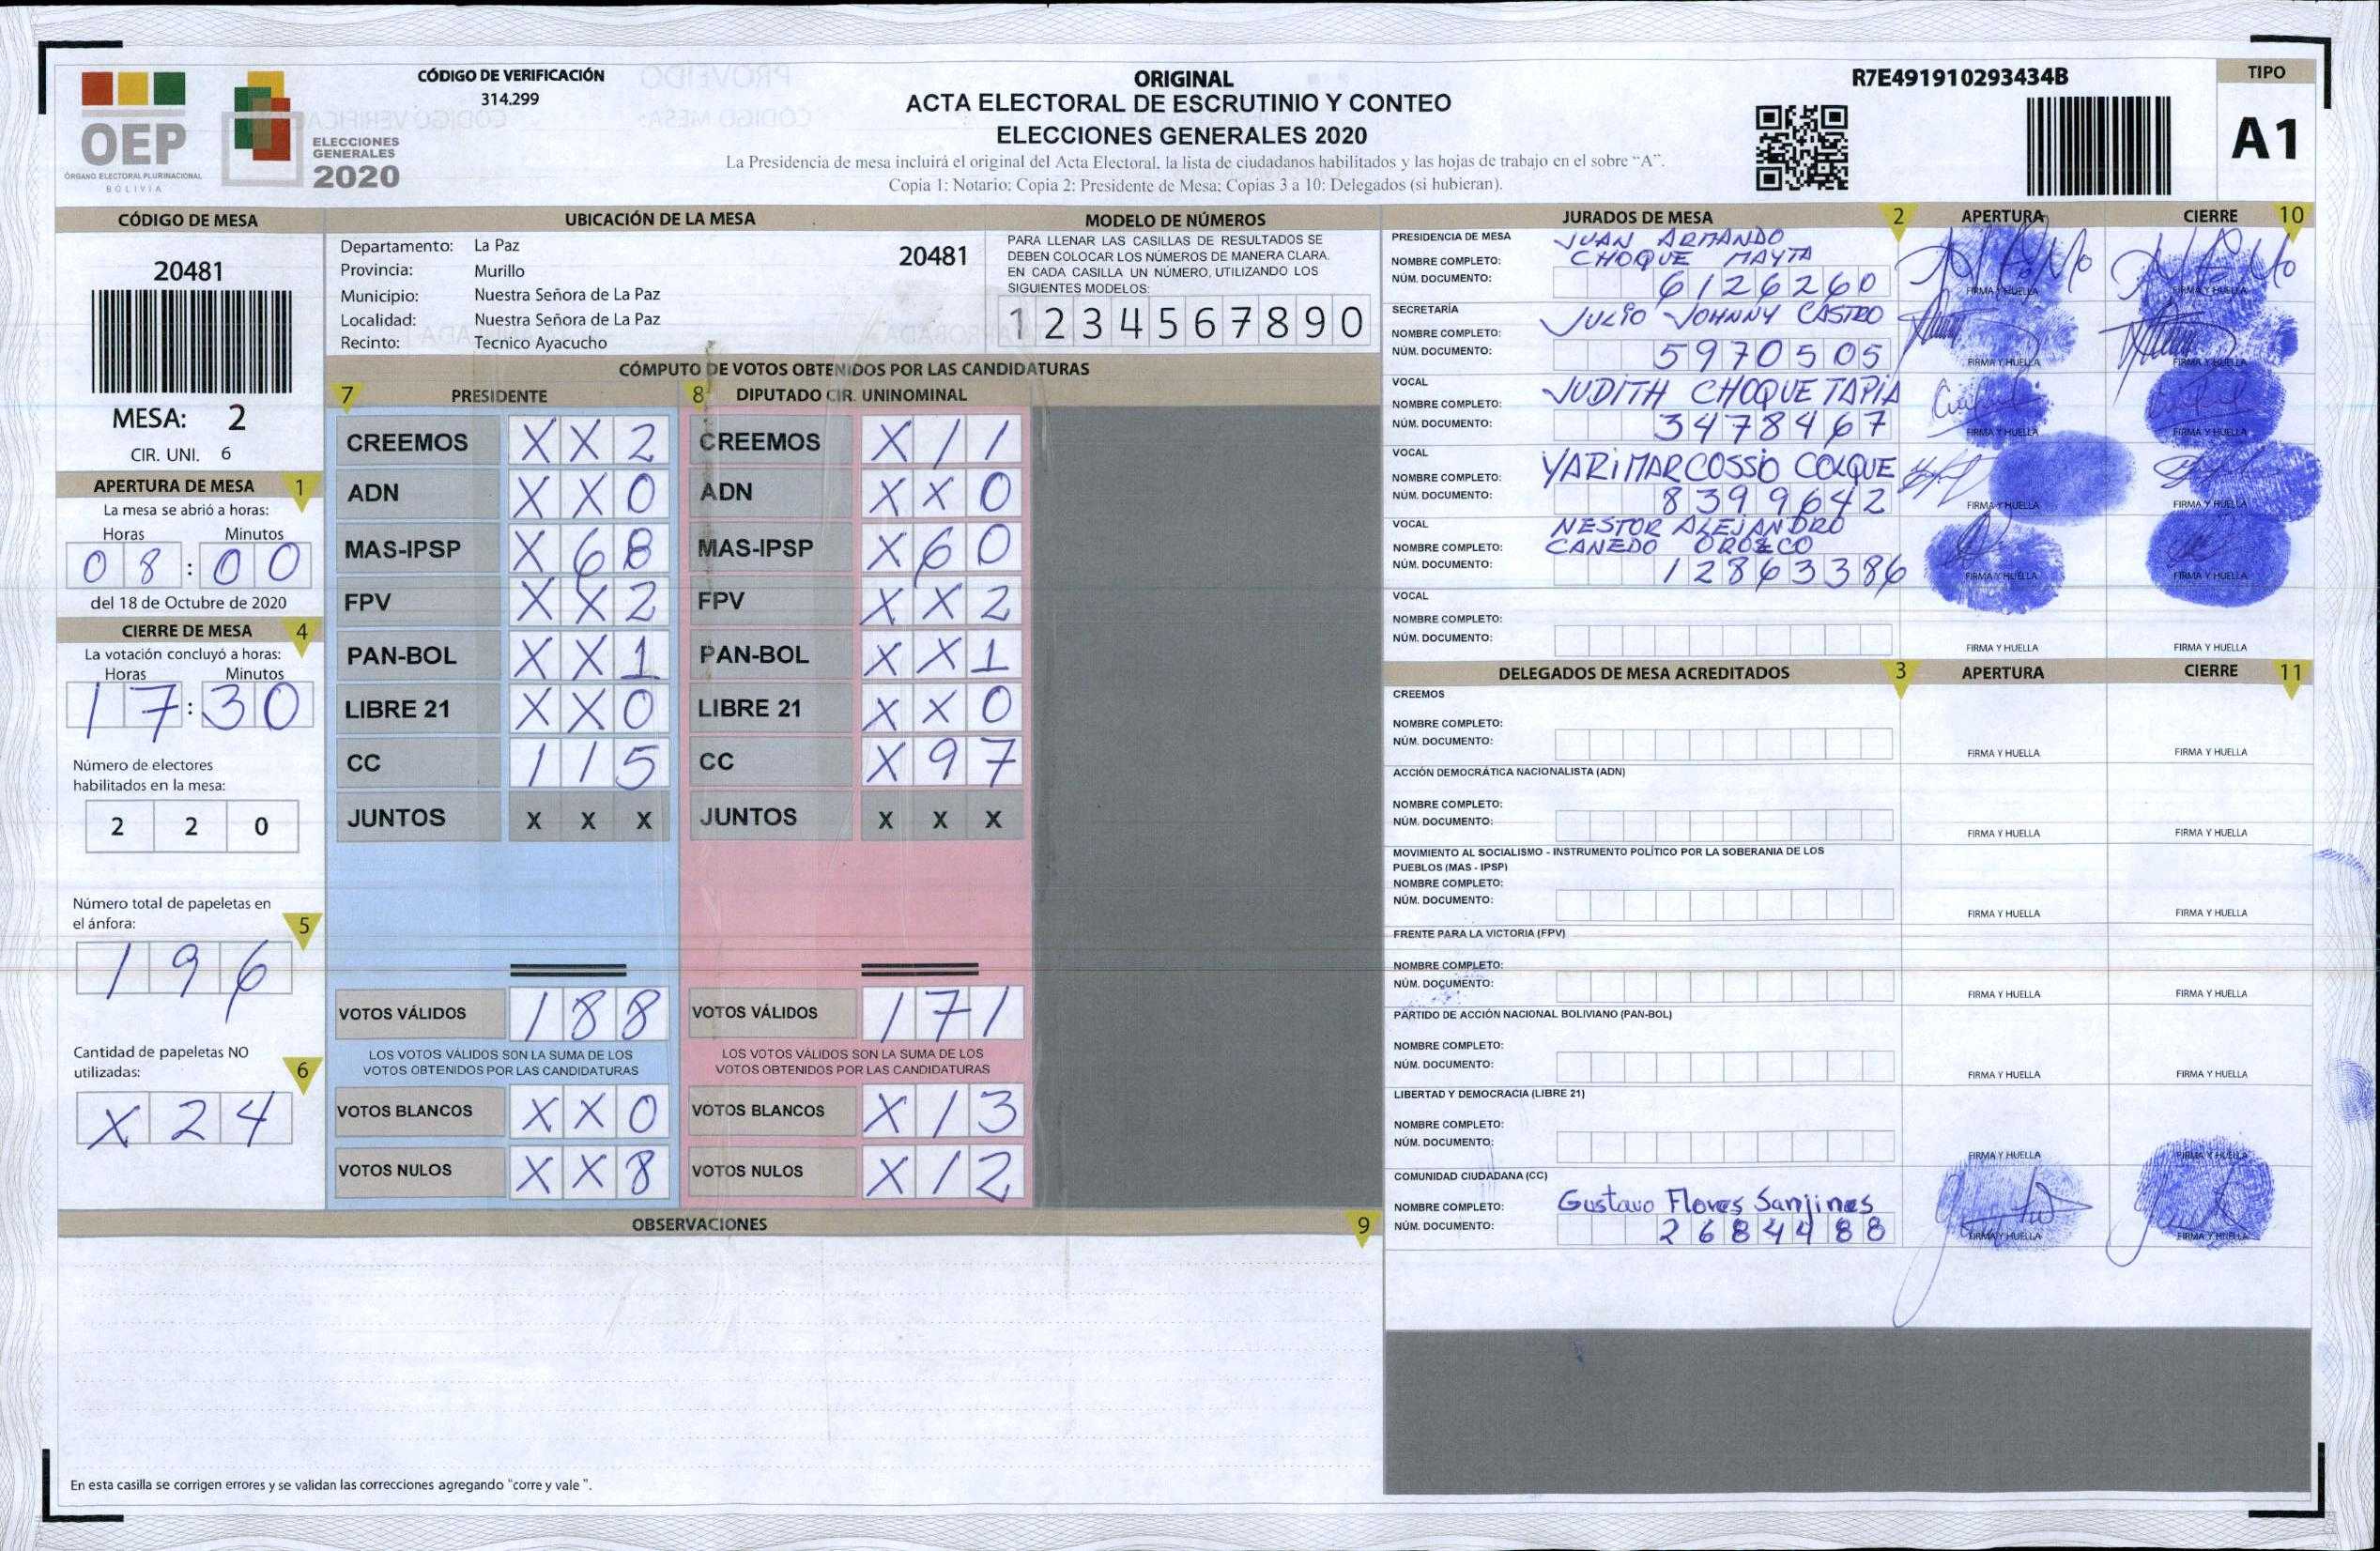 OEP
ÓRGANO ELECTORAL PLURINACIONAL
BOLIVIA
ELECCIONES
GENERALES
2020
CÓDIGO DE VERIFICACIÓN
314.299
ORIGINAL
ACTA ELECTORAL DE ESCRUTINIO Y CONTEO
ELECCIONES GENERALES 2020
La Presidencia de mesa incluirá el original del Acta Electoral, la lista de ciudadanos habilitados y las hojas de trabajo en el sobre "A".
Copia 1: Notario; Copia 2: Presidente de Mesa; Copias 3 a 10: Delegados (si hubieran).
R7E491910293434B
TIPO
A1
CÓDIGO DE MESA
20481
MESA: 2
CIR. UNI. 6
APERTURA DE MESA 1
La mesa se abrió a horas:
Horas Minutos
08:00
del 18 de Octubre de 2020
CIERRE DE MESA 4
La votación concluyó a horas:
Horas Minutos
17:30
Número de electores
habilitados en la mesa:
2 2 0
Número total de papeletas en
el ánfora: 5
1 9 6
Cantidad de papeletas NO
utilizadas: 6
X 2 4
UBICACIÓN DE LA MESA
Departamento: La Paz
20481
Provincia: Murillo
Municipio: Nuestra Señora de La Paz
Localidad: Nuestra Señora de La Paz
Recinto: Tecnico Ayacucho
MODELO DE NÚMEROS
PARA LLENAR LAS CASILLAS DE RESULTADOS SE
DEBEN COLOCAR LOS NÚMEROS DE MANERA CLARA.
EN CADA CASILLA UN NÚMERO, UTILIZANDO LOS
SIGUIENTES MODELOS:
1 2 3 4 5 6 7 8 9 0
CÓMPUTO DE VOTOS OBTENIDOS POR LAS CANDIDATURAS
7 PRESIDENTE 8 DIPUTADO CIR. UNINOMINAL
CREEMOS X X 2 CREEMOS X 1 1
ADN X X 0 ADN X X 0
MAS-IPSP X 6 8 MAS-IPSP X 6 0
FPV X X 2 FPV X X 2
PAN-BOL X X 1 PAN-BOL X X 1
LIBRE 21 X X 0 LIBRE 21 X X 0
CC 1 1 5 CC X 9 7
JUNTOS X X X JUNTOS X X X
VOTOS VÁLIDOS 1 8 8 VOTOS VÁLIDOS 1 7 1
LOS VOTOS VÁLIDOS SON LA SUMA DE LOS LOS VOTOS VÁLIDOS SON LA SUMA DE LOS
VOTOS OBTENIDOS POR LAS CANDIDATURAS VOTOS OBTENIDOS POR LAS CANDIDATURAS
VOTOS BLANCOS X X 0 VOTOS BLANCOS X 1 3
VOTOS NULOS X X 8 VOTOS NULOS X 1 2
OBSERVACIONES 9
En esta casilla se corrigen errores y se validan las correcciones agregando "corre y vale ".
JURADOS DE MESA 2 APERTURA CIERRE 10
PRESIDENCIA DE MESA JUAN ARMANDO
NOMBRE COMPLETO: CHOQUE MAYTA
NÚM. DOCUMENTO: 6126260
FIRMA Y HUELLA FIRMA Y HUELLA
SECRETARÍA
NOMBRE COMPLETO: JULIO JOHNNY CASTRO
NÚM. DOCUMENTO: 5970505
FIRMA Y HUELLA FIRMA Y HUELLA
VOCAL
NOMBRE COMPLETO: JUDITH CHOQUE TAPIA
NÚM. DOCUMENTO: 3478467
FIRMA Y HUELLA FIRMA Y HUELLA
VOCAL
NOMBRE COMPLETO: YARIMAR COSSIO COLQUE
NÚM. DOCUMENTO: 8399642
FIRMA Y HUELLA FIRMA Y HUELLA
VOCAL NESTOR ALEJANDRO
NOMBRE COMPLETO: CANEDO OROZCO
NÚM. DOCUMENTO: 12863386
FIRMA Y HUELLA FIRMA Y HUELLA
VOCAL
NOMBRE COMPLETO:
NÚM. DOCUMENTO:
FIRMA Y HUELLA FIRMA Y HUELLA
DELEGADOS DE MESA ACREDITADOS 3 APERTURA CIERRE 11
CREEMOS
NOMBRE COMPLETO:
NÚM. DOCUMENTO:
FIRMA Y HUELLA FIRMA Y HUELLA
ACCIÓN DEMOCRÁTICA NACIONALISTA (ADN)
NOMBRE COMPLETO:
NÚM. DOCUMENTO:
FIRMA Y HUELLA FIRMA Y HUELLA
MOVIMIENTO AL SOCIALISMO - INSTRUMENTO POLÍTICO POR LA SOBERANIA DE LOS
PUEBLOS (MAS - IPSP)
NOMBRE COMPLETO:
NÚM. DOCUMENTO:
FIRMA Y HUELLA FIRMA Y HUELLA
FRENTE PARA LA VICTORIA (FPV)
NOMBRE COMPLETO:
NÚM. DOCUMENTO:
FIRMA Y HUELLA FIRMA Y HUELLA
PARTIDO DE ACCIÓN NACIONAL BOLIVIANO (PAN-BOL)
NOMBRE COMPLETO:
NÚM. DOCUMENTO:
FIRMA Y HUELLA FIRMA Y HUELLA
LIBERTAD Y DEMOCRACIA (LIBRE 21)
NOMBRE COMPLETO:
NÚM. DOCUMENTO:
FIRMA Y HUELLA FIRMA Y HUELLA
COMUNIDAD CIUDADANA (CC)
NOMBRE COMPLETO: Gustavo Flores Sanjines
NÚM. DOCUMENTO: 2684488
FIRMA Y HUELLA FIRMA Y HUELLA